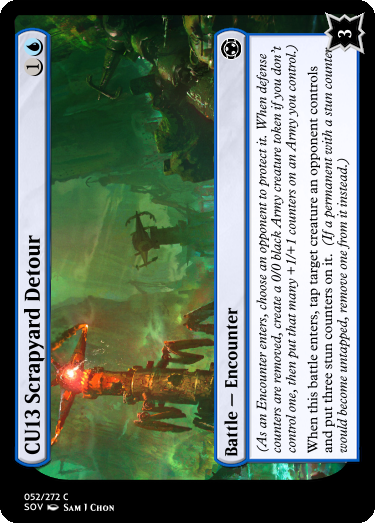 CU13 Scrapyard Detour
1
Battle — Encounter
(As an Encounter enters, choose an opponent to protect it. When defense
counters are removed, create a 0/0 black Army creature token if you don't
control one, then put that many +1/+1 counters on an Army you control.)
When this battle enters, tap target creature an opponent controls
and put three stun counters on it. (If a permanent with a stun counter
would become untapped, remove one from it instead.)
3
052/272 C
SOV Sam I Chon